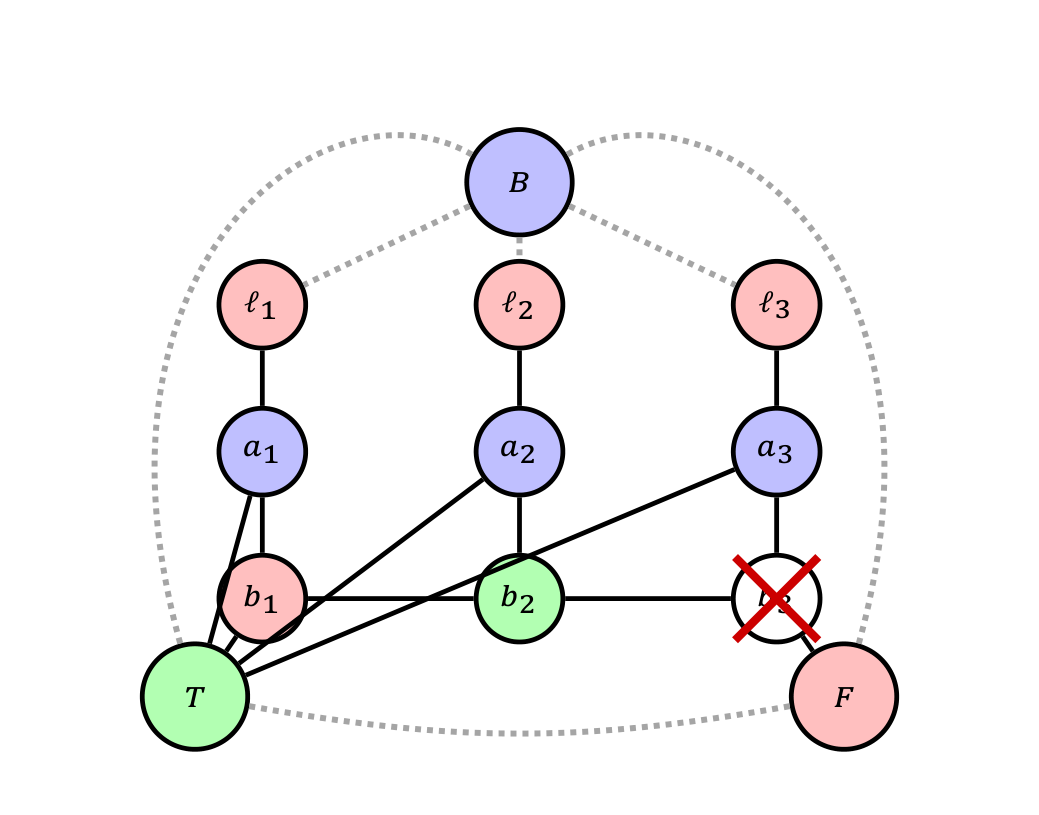 B
ℓ₁ ℓ₂ ℓ₃
a₁ a₂ a₃
b₁ b₂
T F